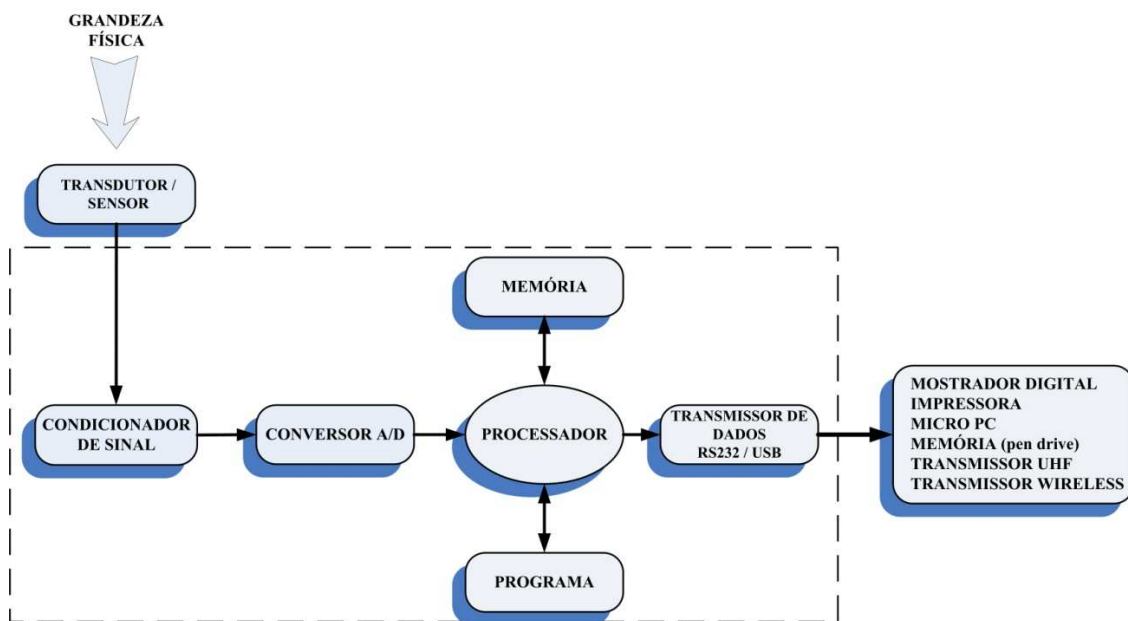 GRANDEZA
FÍSICA
TRANSDUTOR /
SENSOR
MEMÓRIA
CONDICIONADOR
DE SINAL
CONVERSOR A/D
PROCESSADOR
TRANSMISSOR DE
DADOS
RS232 / USB
MOSTRADOR DIGITAL
IMPRESSORA
MICRO PC
MEMÓRIA (pen drive)
TRANSMISSOR UHF
TRANSMISSOR WIRELESS
PROGRAMA